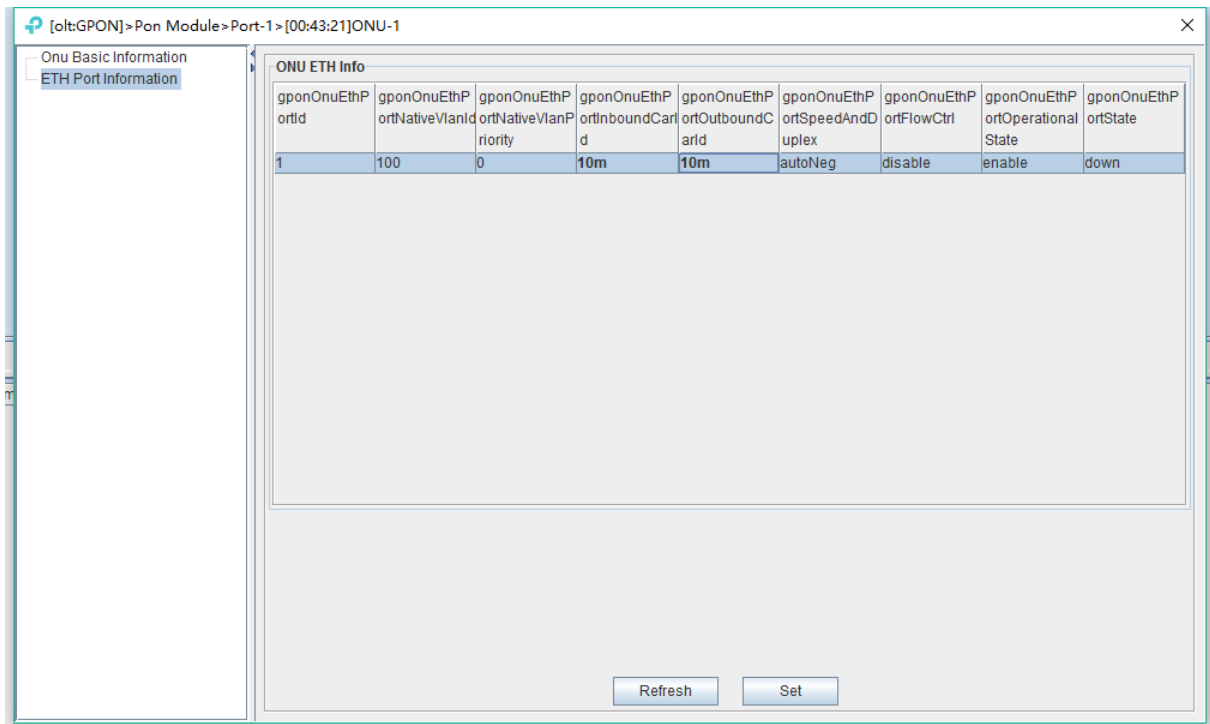 [olt:GPON]>Pon Module>Port-1>[00:43:21]ONU-1
Onu Basic Information
ETH Port Information
ONU ETH Info
gponOnuEthP gponOnuEthP gponOnuEthP gponOnuEthP gponOnuEthP gponOnuEthP gponOnuEthP gponOnuEthP gponOnuEthP
ortId ortNativeVlanId ortNativeVlanP ortInboundCarI ortOutboundC ortSpeedAndD ortFlowCtrl ortOperational ortState
riority d arId uplex State
1 100 0 10m 10m autoNeg disable enable down
Refresh Set